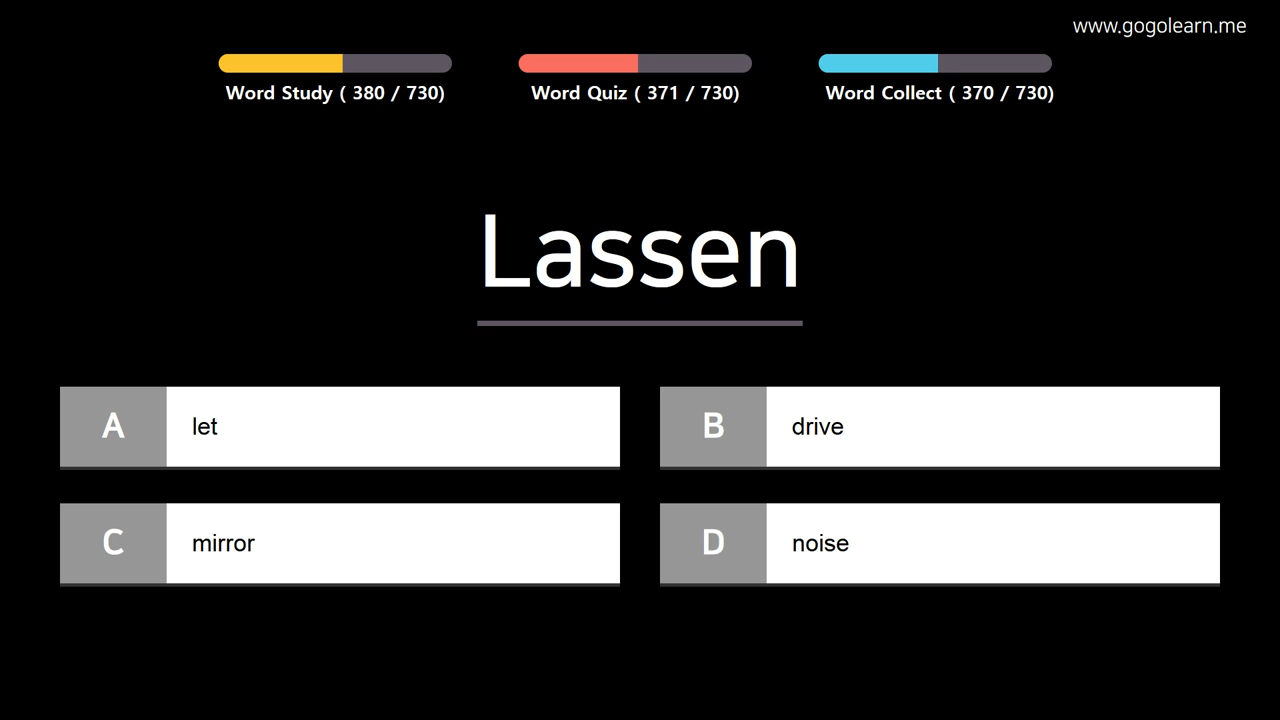 www.gogolearn.me
Word Study ( 380 / 730)
Word Quiz ( 371 / 730)
Word Collect ( 370 / 730)
Lassen
A let
B drive
C mirror
D noise